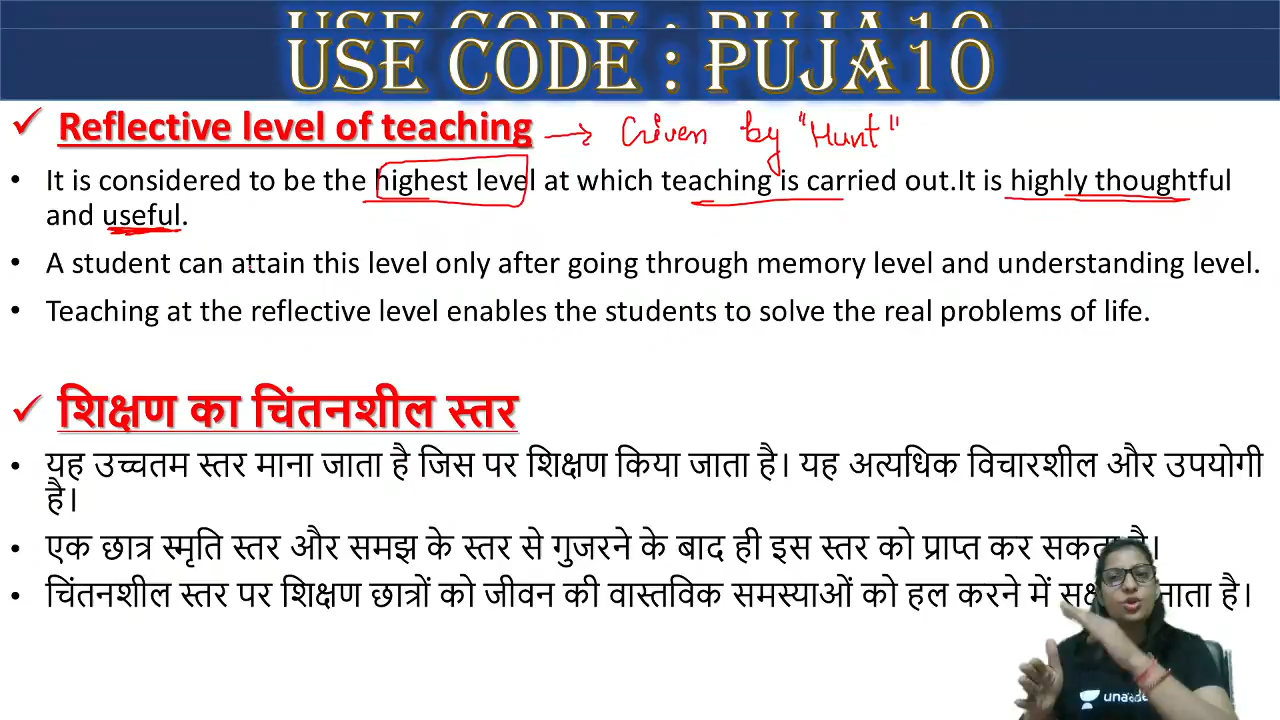 USE CODE : PUJA10
USE CODE : PUJA10
✓ Reflective level of teaching → Given by "Hunt"
• It is considered to be the highest level at which teaching is carried out.It is highly thoughtful
and useful.
• A student can attain this level only after going through memory level and understanding level.
• Teaching at the reflective level enables the students to solve the real problems of life.
✓ शिक्षण का चिंतनशील स्तर
• यह उच्चतम स्तर माना जाता है जिस पर शिक्षण किया जाता है। यह अत्यधिक विचारशील और उपयोगी
है।
• एक छात्र स्मृति स्तर और समझ के स्तर से गुजरने के बाद ही इस स्तर को प्राप्त कर सकता है।
• चिंतनशील स्तर पर शिक्षण छात्रों को जीवन की वास्तविक समस्याओं को हल करने में है।